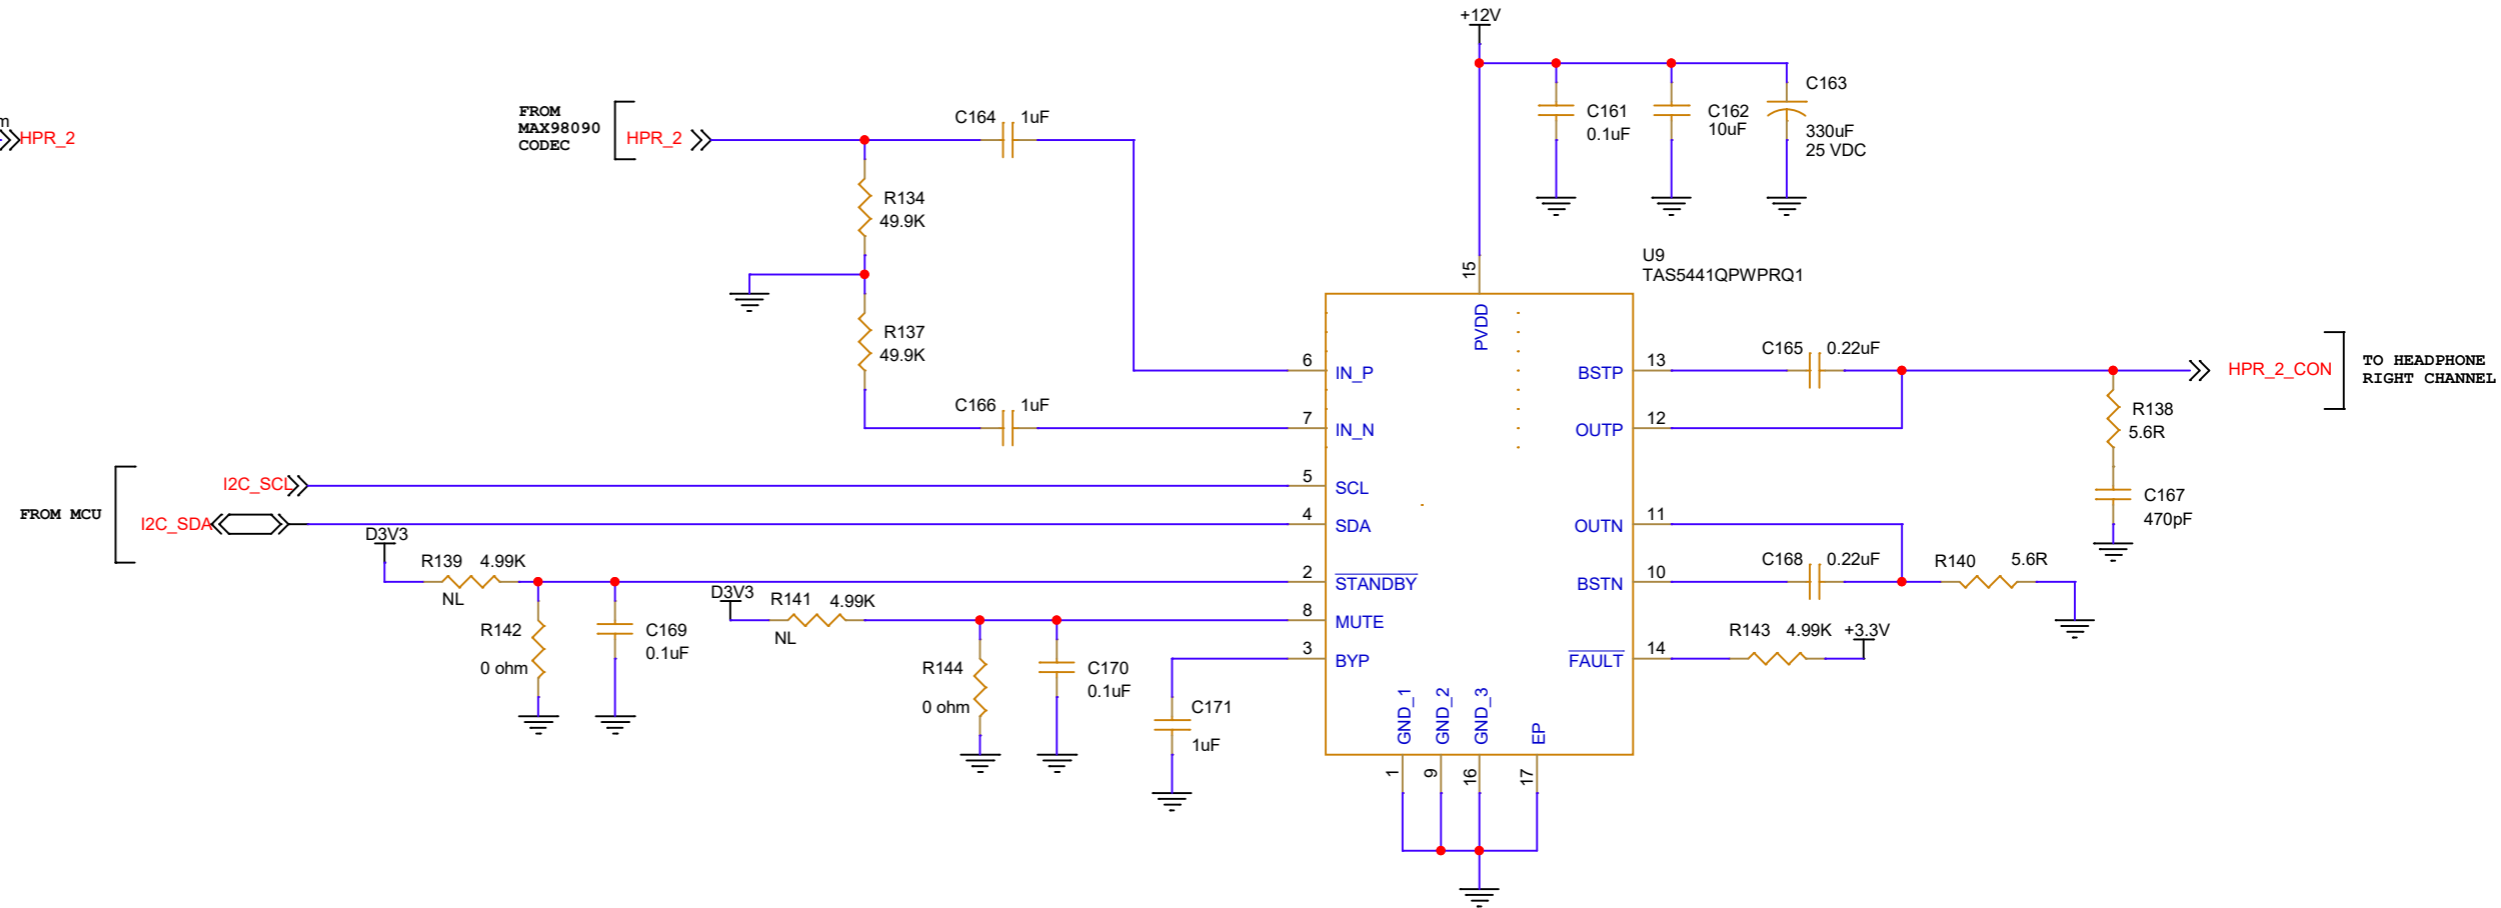 +12V
C163
330uF
25 VDC
C161
0.1uF
C162
10uF
m
HPR_2
FROM
MAX98090
CODEC
HPR_2
C164 1uF
R134
49.9K
R137
49.9K
C166 1uF
U9
TAS5441QPWPRQ1
15
PVDD
6
IN_P
7
IN_N
5
SCL
4
SDA
2
STANDBY
8
MUTE
3
BYP
BSTP
13
OUTP
12
OUTN
11
BSTN
10
FAULT
14
GND_1
GND_2
GND_3
EP
1
9
16
17
C165 0.22uF
HPR_2_CON
TO HEADPHONE
RIGHT CHANNEL
R138
5.6R
C167
470pF
C168 0.22uF
R140 5.6R
R143 4.99K +3.3V
FROM MCU
I2C_SCL
I2C_SDA
D3V3
R139 4.99K
NL
R142
0 ohm
C169
0.1uF
D3V3
R141 4.99K
NL
R144
0 ohm
C170
0.1uF
C171
1uF